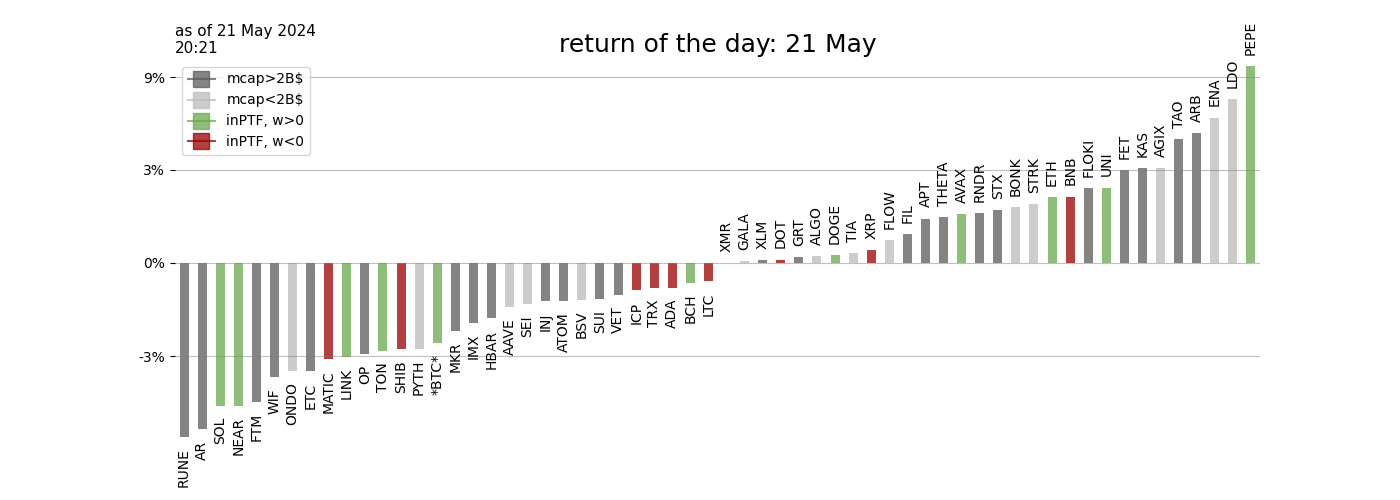 as of 21 May 2024
20:21
return of the day: 21 May
mcap>2B$
mcap<2B$
inPTF, w>0
inPTF, w<0
9%
3%
0%
-3%
RUNE
AR
SOL
NEAR
FTM
WIF
ONDO
ETC
MATIC
LINK
OP
TON
SHIB
PYTH
*BTC*
MKR
IMX
HBAR
AAVE
SEI
INJ
ATOM
BSV
SUI
VET
ICP
TRX
ADA
BCH
LTC
XMR
GALA
XLM
DOT
GRT
ALGO
DOGE
TIA
XRP
FLOW
FIL
APT
THETA
AVAX
RNDR
STX
BONK
STRK
ETH
BNB
FLOKI
UNI
FET
KAS
AGIX
TAO
ARB
ENA
LDO
PEPE